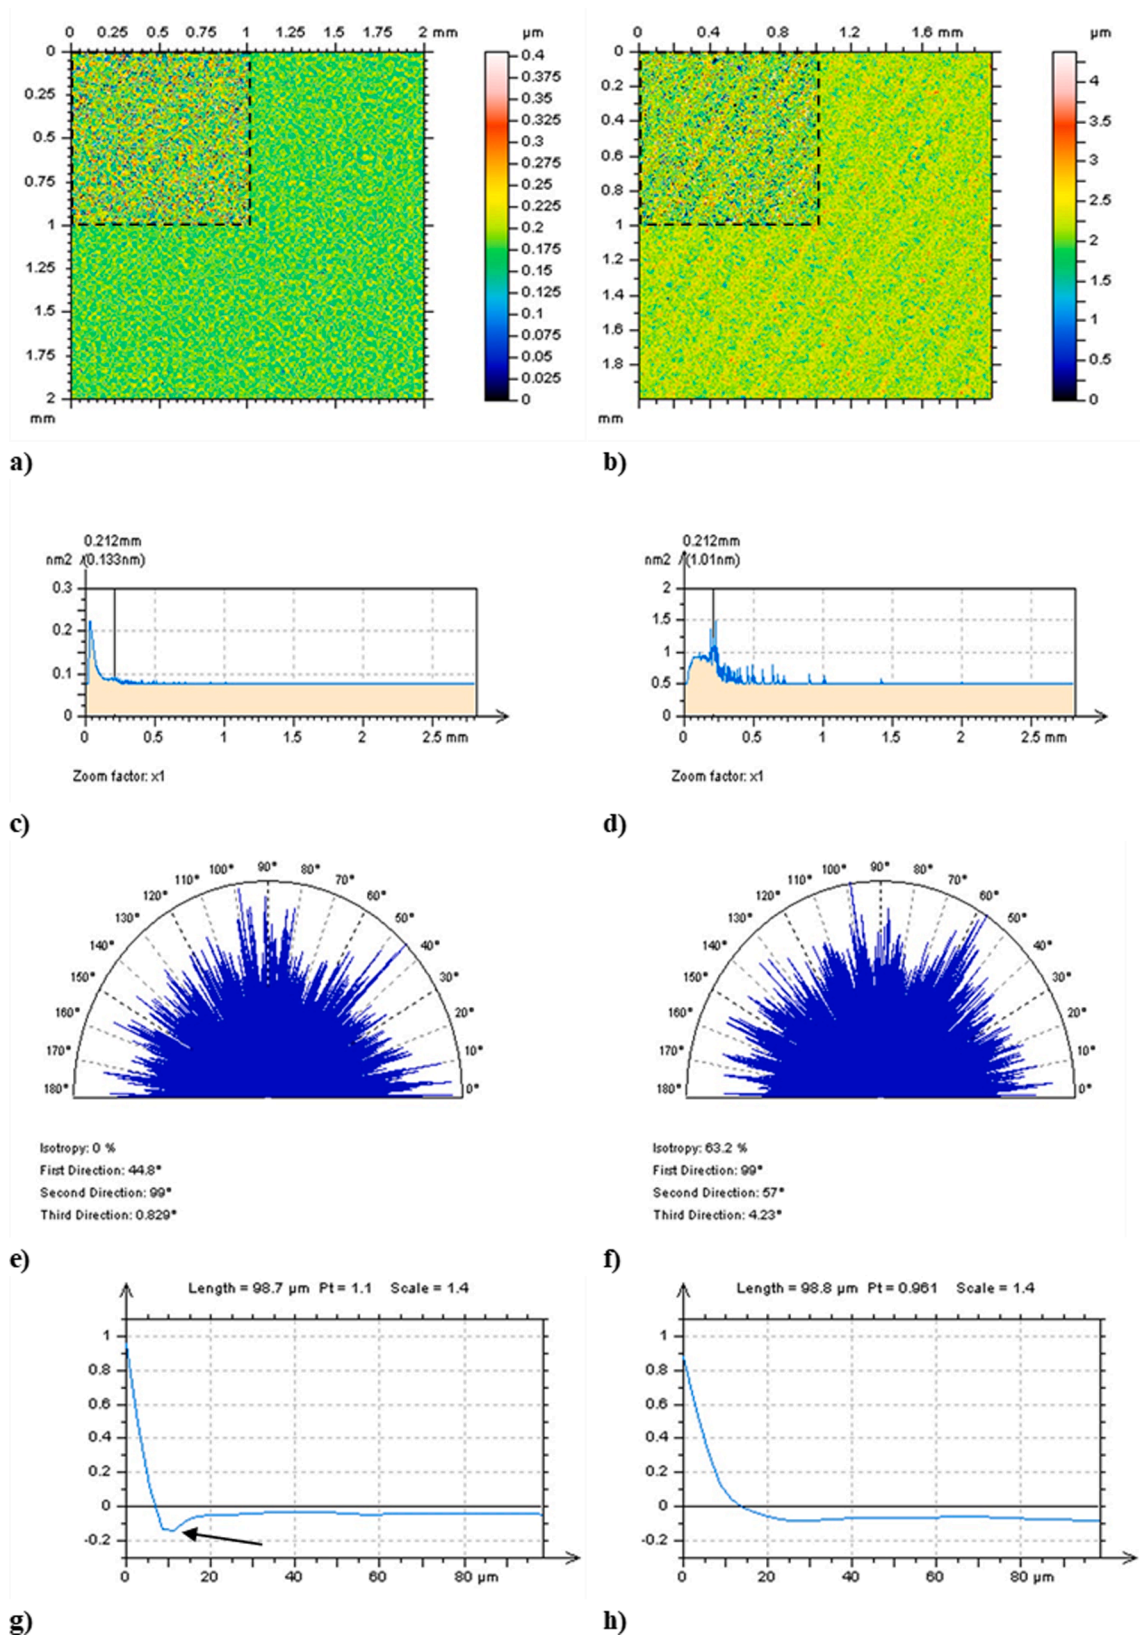 0 0.25 0.5 0.75 1 1.25 1.5 2 mm µm
0
0.25
0.5
0.75
1
1.25
1.5
1.75
2
mm
0.4
0.375
0.35
0.325
0.3
0.275
0.25
0.225
0.2
0.175
0.15
0.125
0.1
0.075
0.05
0.025
0
a)
0 0.4 0.8 1.2 1.6 mm µm
0
0.2
0.4
0.6
0.8
1
1.2
1.4
1.6
1.8
mm
4
3.5
3
2.5
2
1.5
1
0.5
0
b)
0.212mm
nm2 /(0.133nm)
0.3
0.2
0.1
0
0 0.5 1 1.5 2 2.5 mm
Zoom factor: x1
c)
0.212mm
nm2 /(1.01nm)
2
1.5
1
0.5
0
0 0.5 1 1.5 2 2.5 mm
Zoom factor: x1
d)
180° 170° 160° 150° 140° 130° 120° 110° 100° 90° 80° 70° 60° 50° 40° 30° 20° 10° 0°
Isotropy: 0 %
First Direction: 44.8°
Second Direction: 99°
Third Direction: 0.829°
e)
180° 170° 160° 150° 140° 130° 120° 110° 100° 90° 80° 70° 60° 50° 40° 30° 20° 10° 0°
Isotropy: 63.2 %
First Direction: 99°
Second Direction: 57°
Third Direction: 4.23°
f)
Length = 98.7 µm Pt = 1.1 Scale = 1.4
1
0.8
0.6
0.4
0.2
0
-0.2
0 20 40 60 80 µm
g)
Length = 98.8 µm Pt = 0.961 Scale = 1.4
1
0.8
0.6
0.4
0.2
0
-0.2
0 20 40 60 80 µm
h)